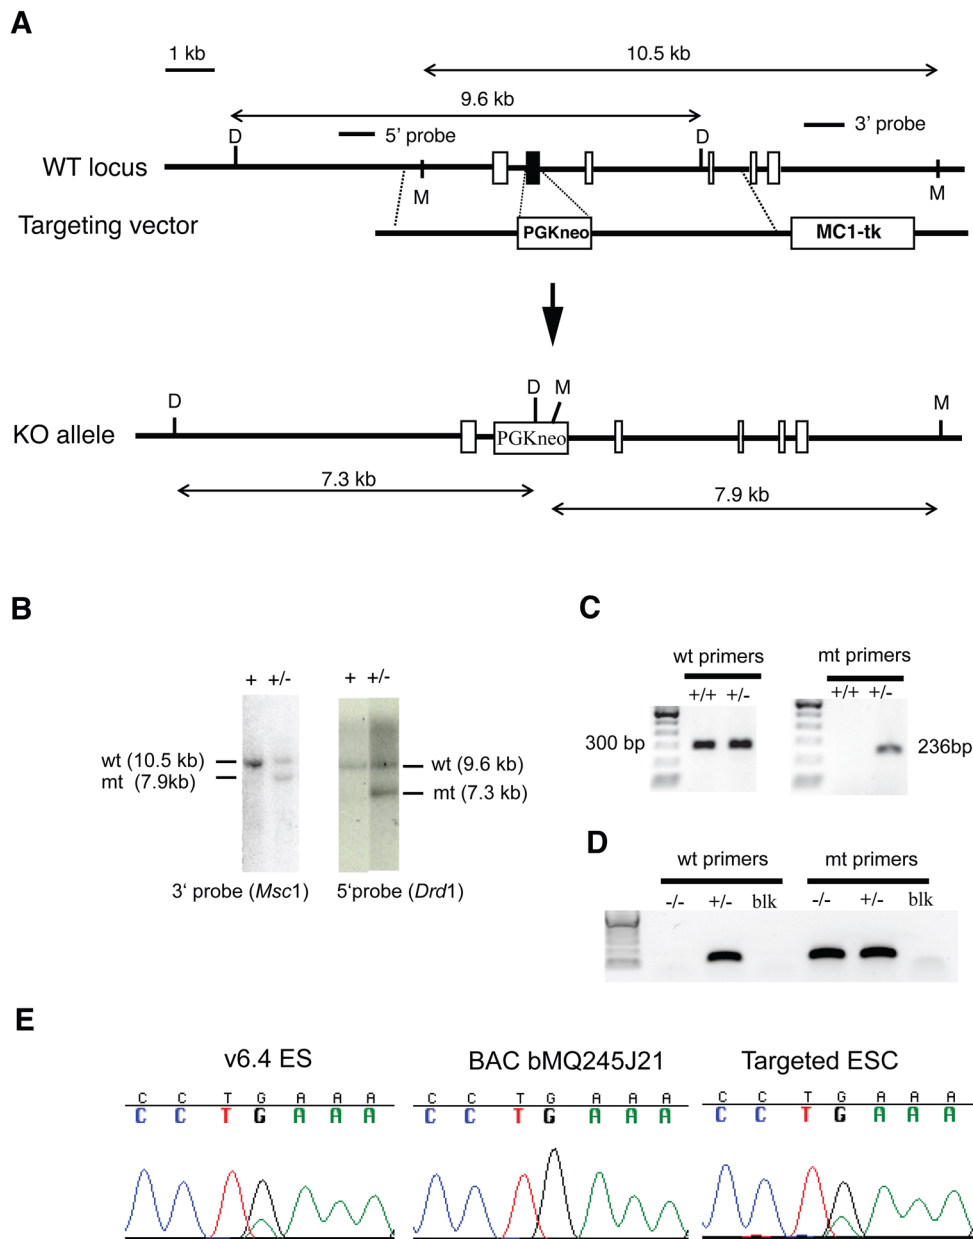 A
1 kb
10.5 kb
9.6 kb
D
5' probe
D
3' probe
WT locus
M
M
Targeting vector
PGKneo
MC1-tk
D
D M
M
KO allele
PGKneo
7.3 kb
7.9 kb
B
+ +/-
+ +/-
wt (10.5 kb)
mt (7.9kb)
wt (9.6 kb)
mt (7.3 kb)
3' probe (Msc1)
5'probe (Drd1)
C
wt primers
mt primers
+/+ +/-
+/+ +/-
300 bp
236bp
D
wt primers
mt primers
-/- +/- blk
-/- +/- blk
E
v6.4 ES
BAC bMQ245J21
Targeted ESC
C C T G A A A
C C T G A A A
C C T G A A A
C C T G A A A
C C T G A A A
C C T G A A A